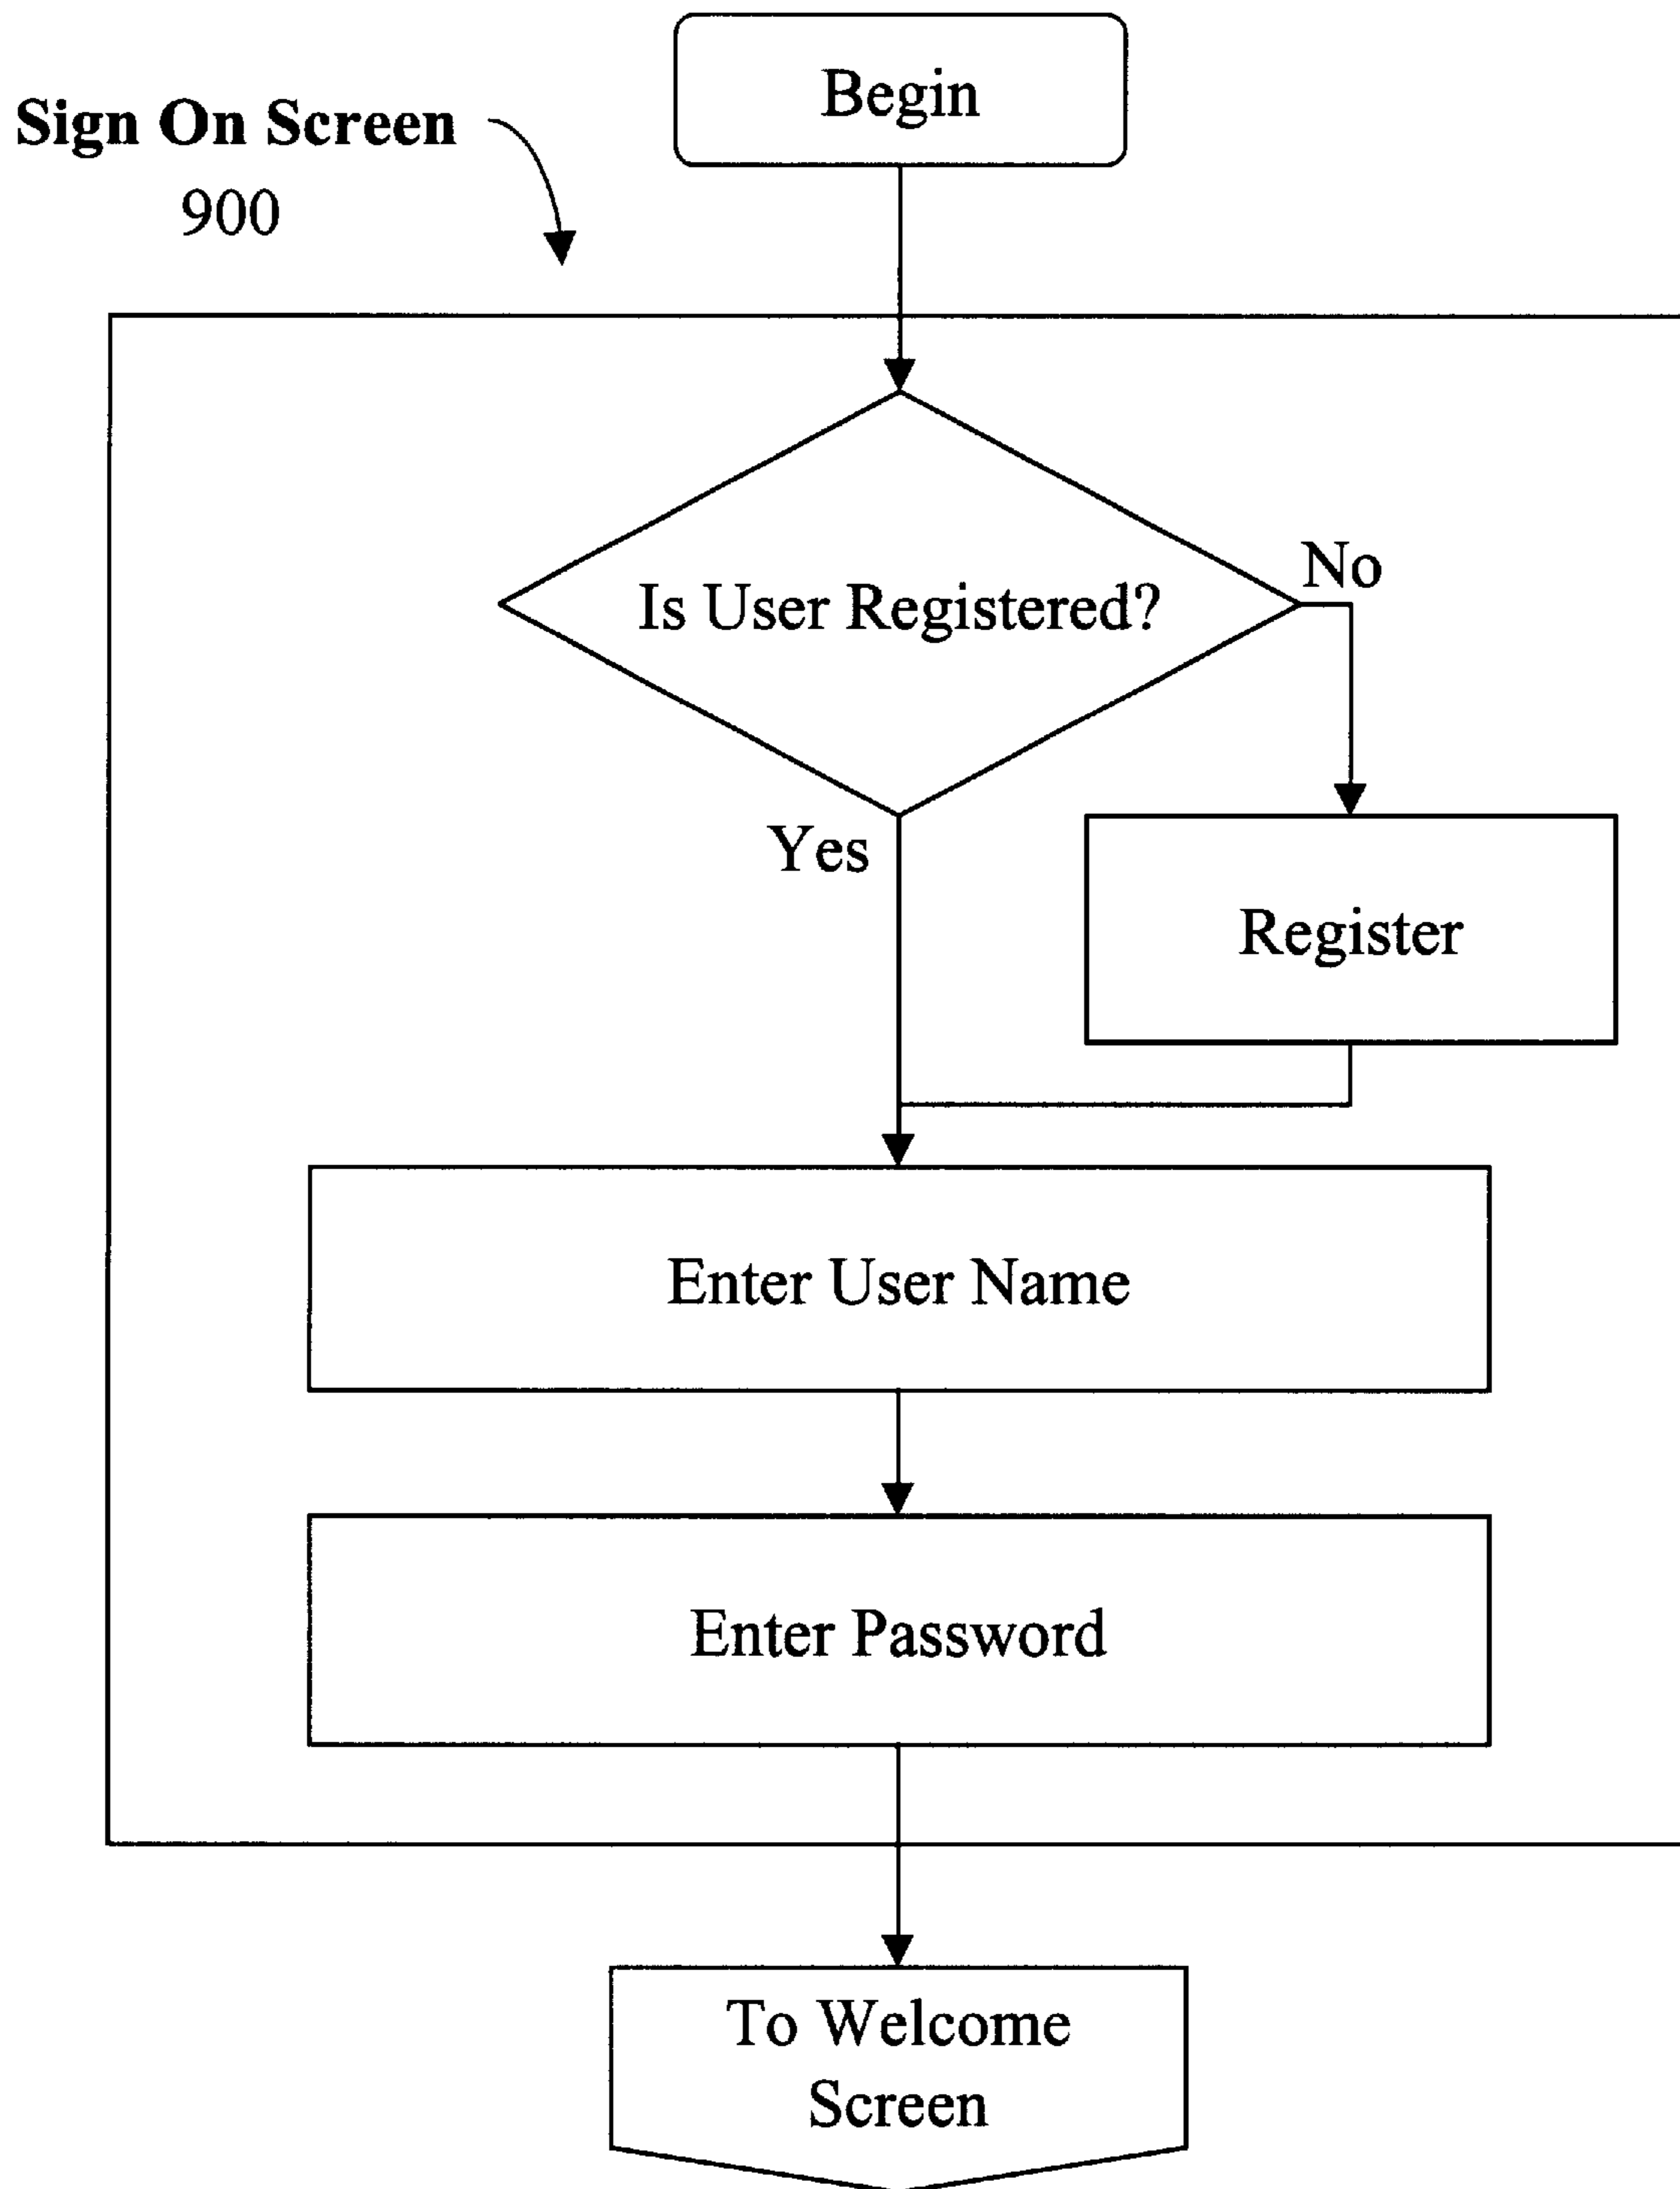 Begin
Sign On Screen
900
Is User Registered?
No
Yes
Register
Enter User Name
Enter Password
To Welcome
Screen